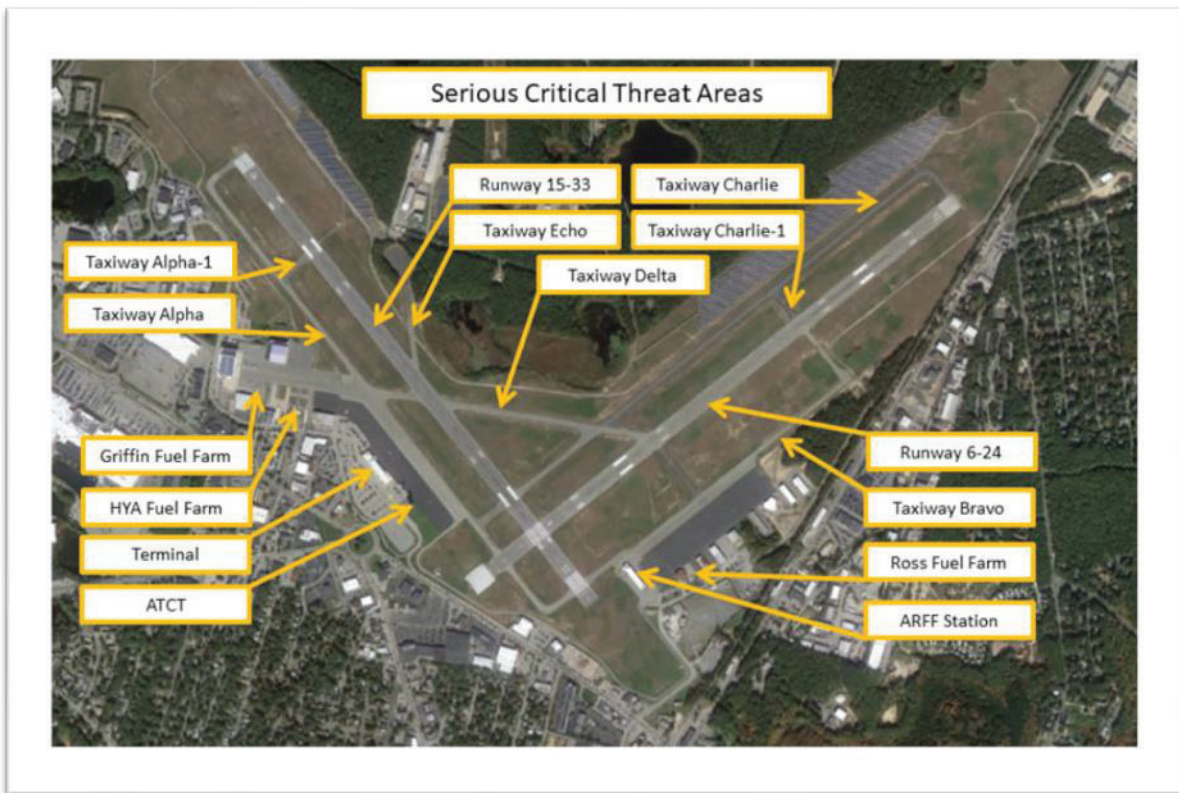 Serious Critical Threat Areas
Runway 15-33
Taxiway Charlie
Taxiway Echo
Taxiway Charlie-1
Taxiway Alpha-1
Taxiway Delta
Taxiway Alpha
Griffin Fuel Farm
Runway 6-24
HYA Fuel Farm
Taxiway Bravo
Terminal
Ross Fuel Farm
ATCT
ARFF Station